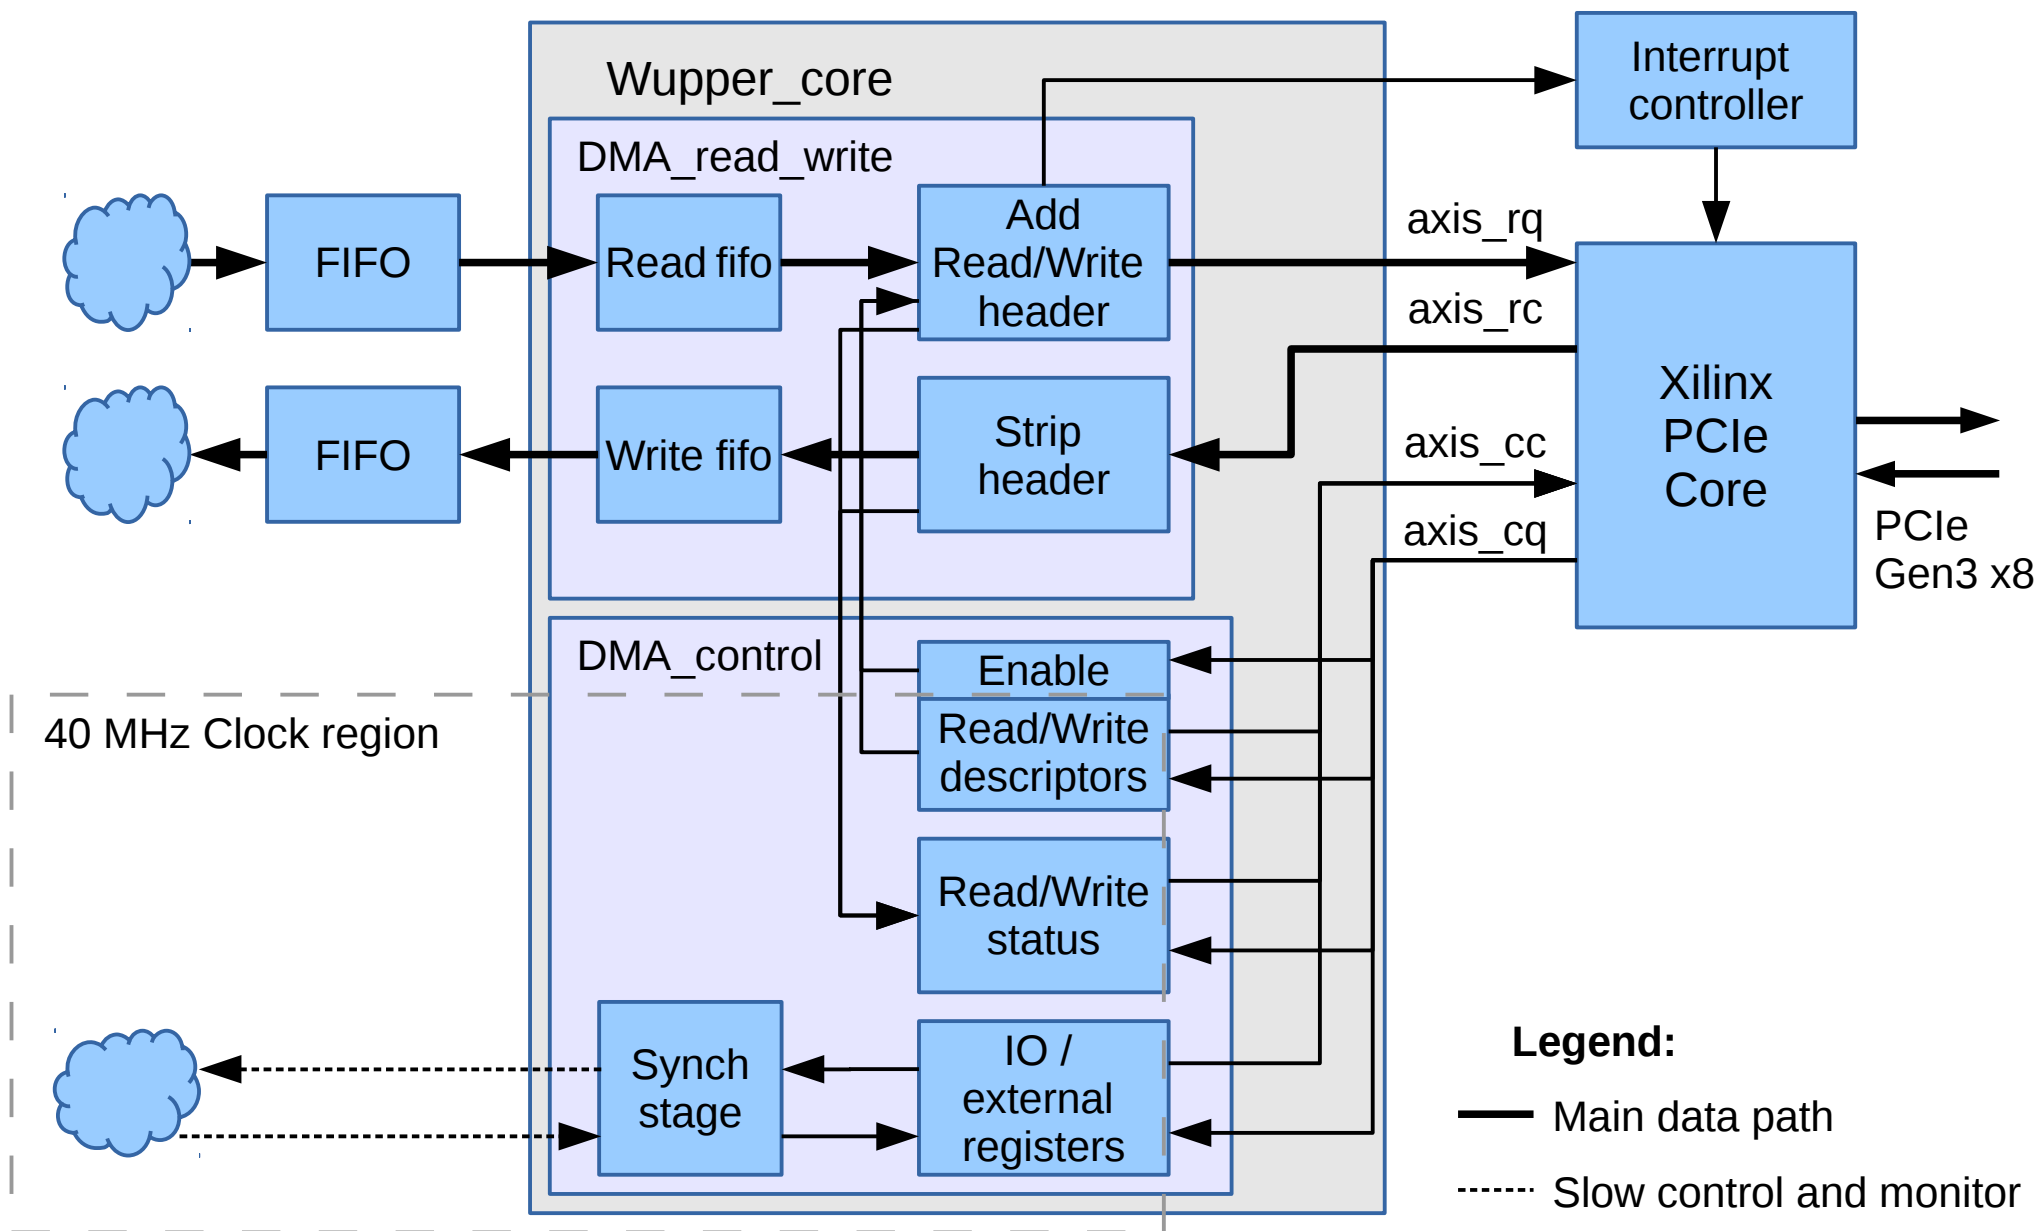 Wupper_core
Interrupt
controller
DMA_read_write
FIFO
Read fifo
Add
Read/Write
header
axis_rq
axis_rc
FIFO
Write fifo
Strip
header
Xilinx
PCIe
Core
axis_cc
axis_cq
PCIe
Gen3 x8
DMA_control
Enable
40 MHz Clock region
Read/Write
descriptors
Read/Write
status
Synch
stage
IO /
external
registers
Legend:
Main data path
Slow control and monitor